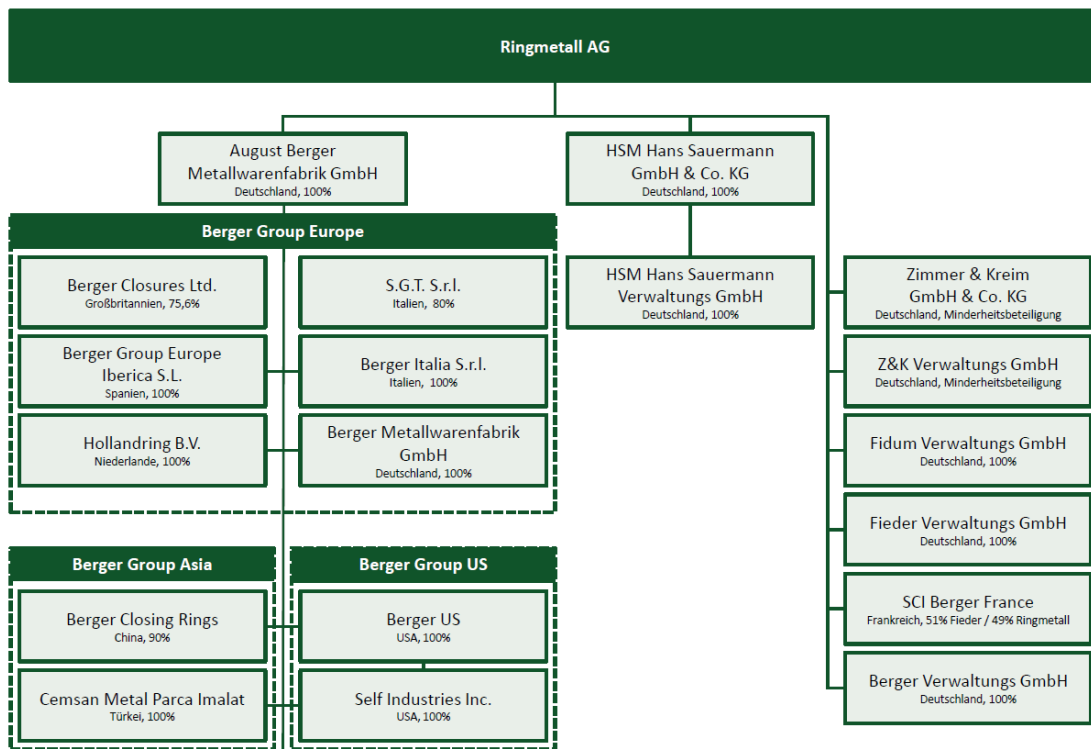 Ringmetall AG
August Berger
Metallwarenfabrik GmbH
Deutschland, 100%
HSM Hans Sauermann
GmbH & Co. KG
Deutschland, 100%
Berger Group Europe
Berger Closures Ltd.
Großbritannien, 75,6%
S.G.T. S.r.l.
Italien, 80%
HSM Hans Sauermann
Verwaltungs GmbH
Deutschland, 100%
Zimmer & Kreim
GmbH & Co. KG
Deutschland, Minderheitsbeteiligung
Berger Group Europe
Iberica S.L.
Spanien, 100%
Berger Italia S.r.l.
Italien, 100%
Z&K Verwaltungs GmbH
Deutschland, Minderheitsbeteiligung
Hollandring B.V.
Niederlande, 100%
Berger Metallwarenfabrik
GmbH
Deutschland, 100%
Fidum Verwaltungs GmbH
Deutschland, 100%
Fieder Verwaltungs GmbH
Deutschland, 100%
Berger Group Asia
Berger Group US
Berger Closing Rings
China, 90%
Berger US
USA, 100%
SCI Berger France
Frankreich, 51% Fieder / 49% Ringmetall
Cemsan Metal Parca Imalat
Türkei, 100%
Self Industries Inc.
USA, 100%
Berger Verwaltungs GmbH
Deutschland, 100%